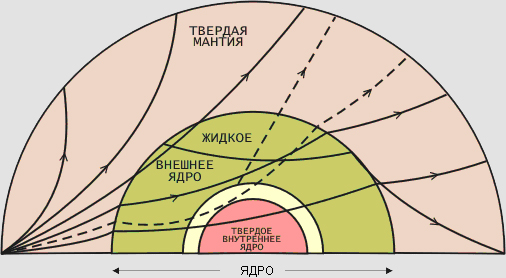 ТВЕРДАЯ
МАНТИЯ
ЖИДКОЕ
ВНЕШНЕЕ
ЯДРО
ТВЕРДОЕ
ВНУТРЕННЕЕ
ЯДРО
ЯДРО